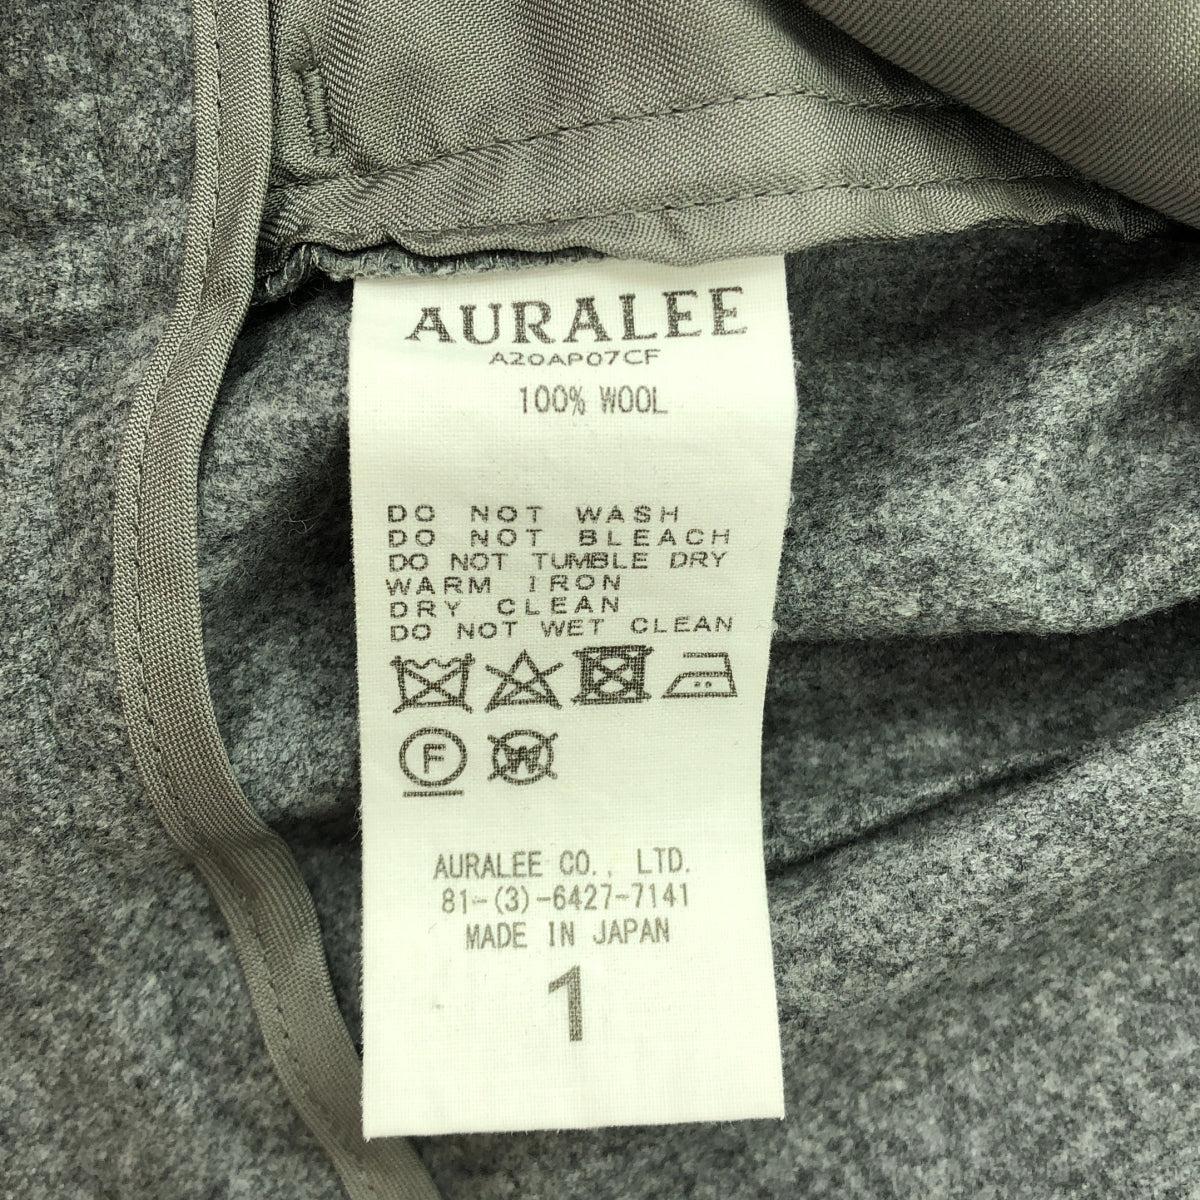 AURALEE
A20AP07CF
100% WOOL
DO NOT WASH
DO NOT BLEACH
DO NOT TUMBLE DRY
WARM IRON
DRY CLEAN
DO NOT WET CLEAN
F W
AURALEE CO., LTD.
81-(3)-6427-7141
MADE IN JAPAN
1